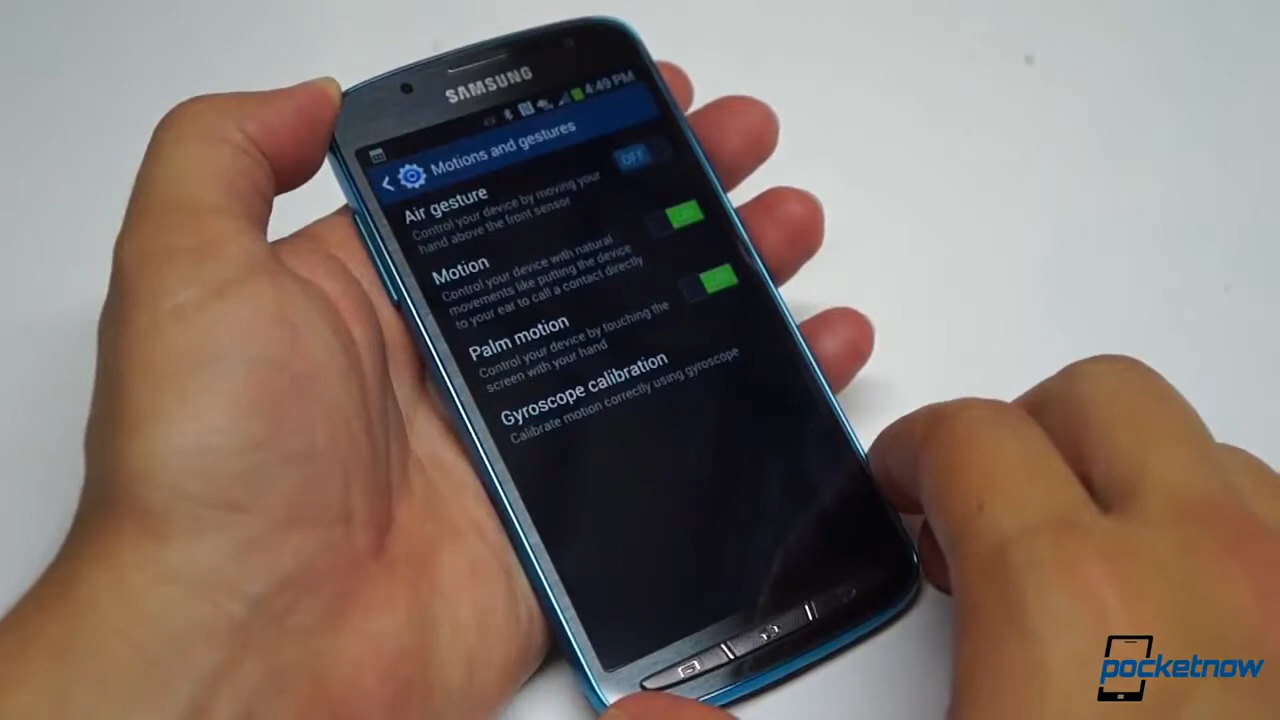 SAMSUNG
4:49 PM
Motions and gestures
Air gesture
OFF
Control your device by moving your
hand above the front sensor
Motion
Control your device with natural
movements like putting the device
to your ear to call a contact directly
Palm motion
Control your device by touching the
screen with your hand
Gyroscope calibration
Calibrate motion correctly using gyroscope
pocketnow